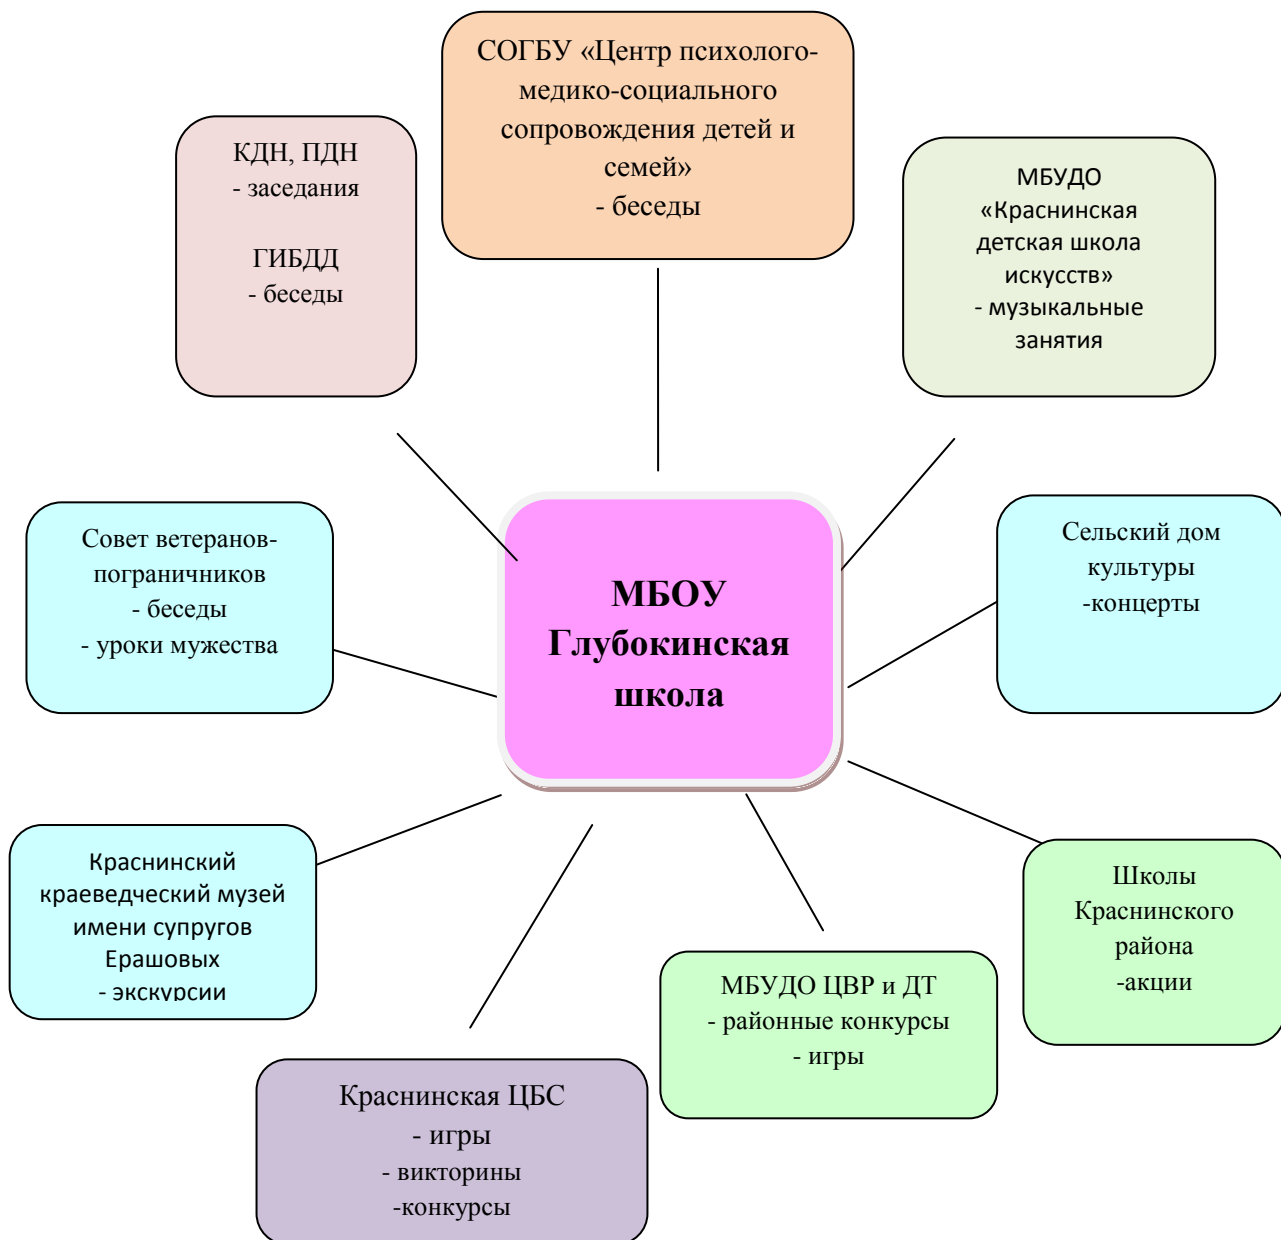 СОГБУ «Центр психолого-
медико-социального
сопровождения детей и
семей»
- беседы
КДН, ПДН
- заседания
ГИБДД
- беседы
МБУДО
«Краснинская
детская школа
искусств»
- музыкальные
занятия
Совет ветеранов-
пограничников
- беседы
- уроки мужества
МБОУ
Глубокинская
школа
Сельский дом
культуры
-концерты
Краснинский
краеведческий музей
имени супругов
Ерашовых
- экскурсии
Школы
Краснинского
района
-акции
МБУДО ЦВР и ДТ
- районные конкурсы
- игры
Краснинская ЦБС
- игры
- викторины
-конкурсы